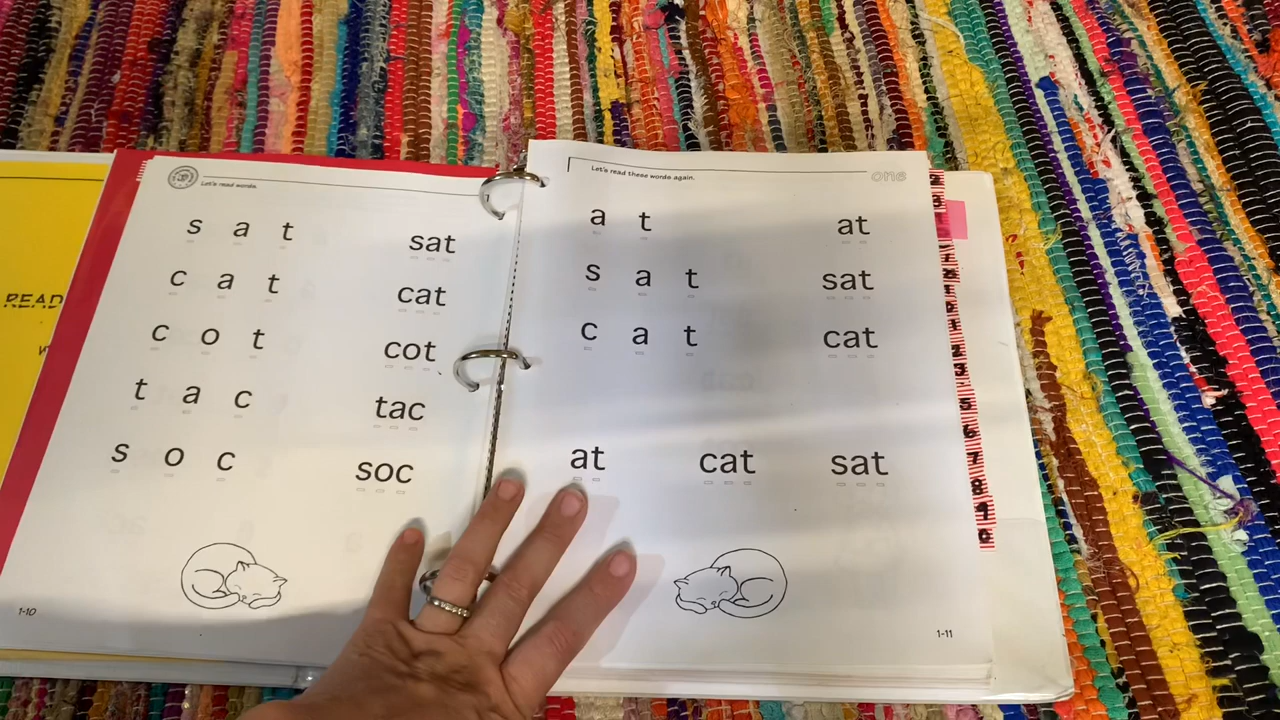 READ
Let's read words.
s a t sat
c a t cat
c o t cot
t a c tac
s o c soc
1-10
Let's read these words again.
one
a t at
s a t sat
c a t cat
at cat sat
1-11